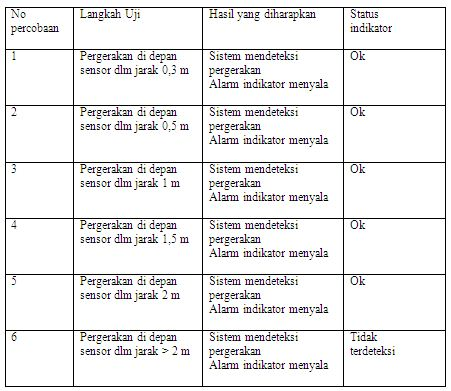 No percobaan | Langkah Uji | Hasil yang diharapkan | Status indikator
1 | Pergerakan di depan sensor dlm jarak 0,3 m | Sistem mendeteksi pergerakan Alarm indikator menyala | Ok
2 | Pergerakan di depan sensor dlm jarak 0,5 m | Sistem mendeteksi pergerakan Alarm indikator menyala | Ok
3 | Pergerakan di depan sensor dlm jarak 1 m | Sistem mendeteksi pergerakan Alarm indikator menyala | Ok
4 | Pergerakan di depan sensor dlm jarak 1,5 m | Sistem mendeteksi pergerakan Alarm indikator menyala | Ok
5 | Pergerakan di depan sensor dlm jarak 2 m | Sistem mendeteksi pergerakan Alarm indikator menyala | Ok
6 | Pergerakan di depan sensor dlm jarak > 2 m | Sistem mendeteksi pergerakan Alarm indikator menyala | Tidak terdeteksi